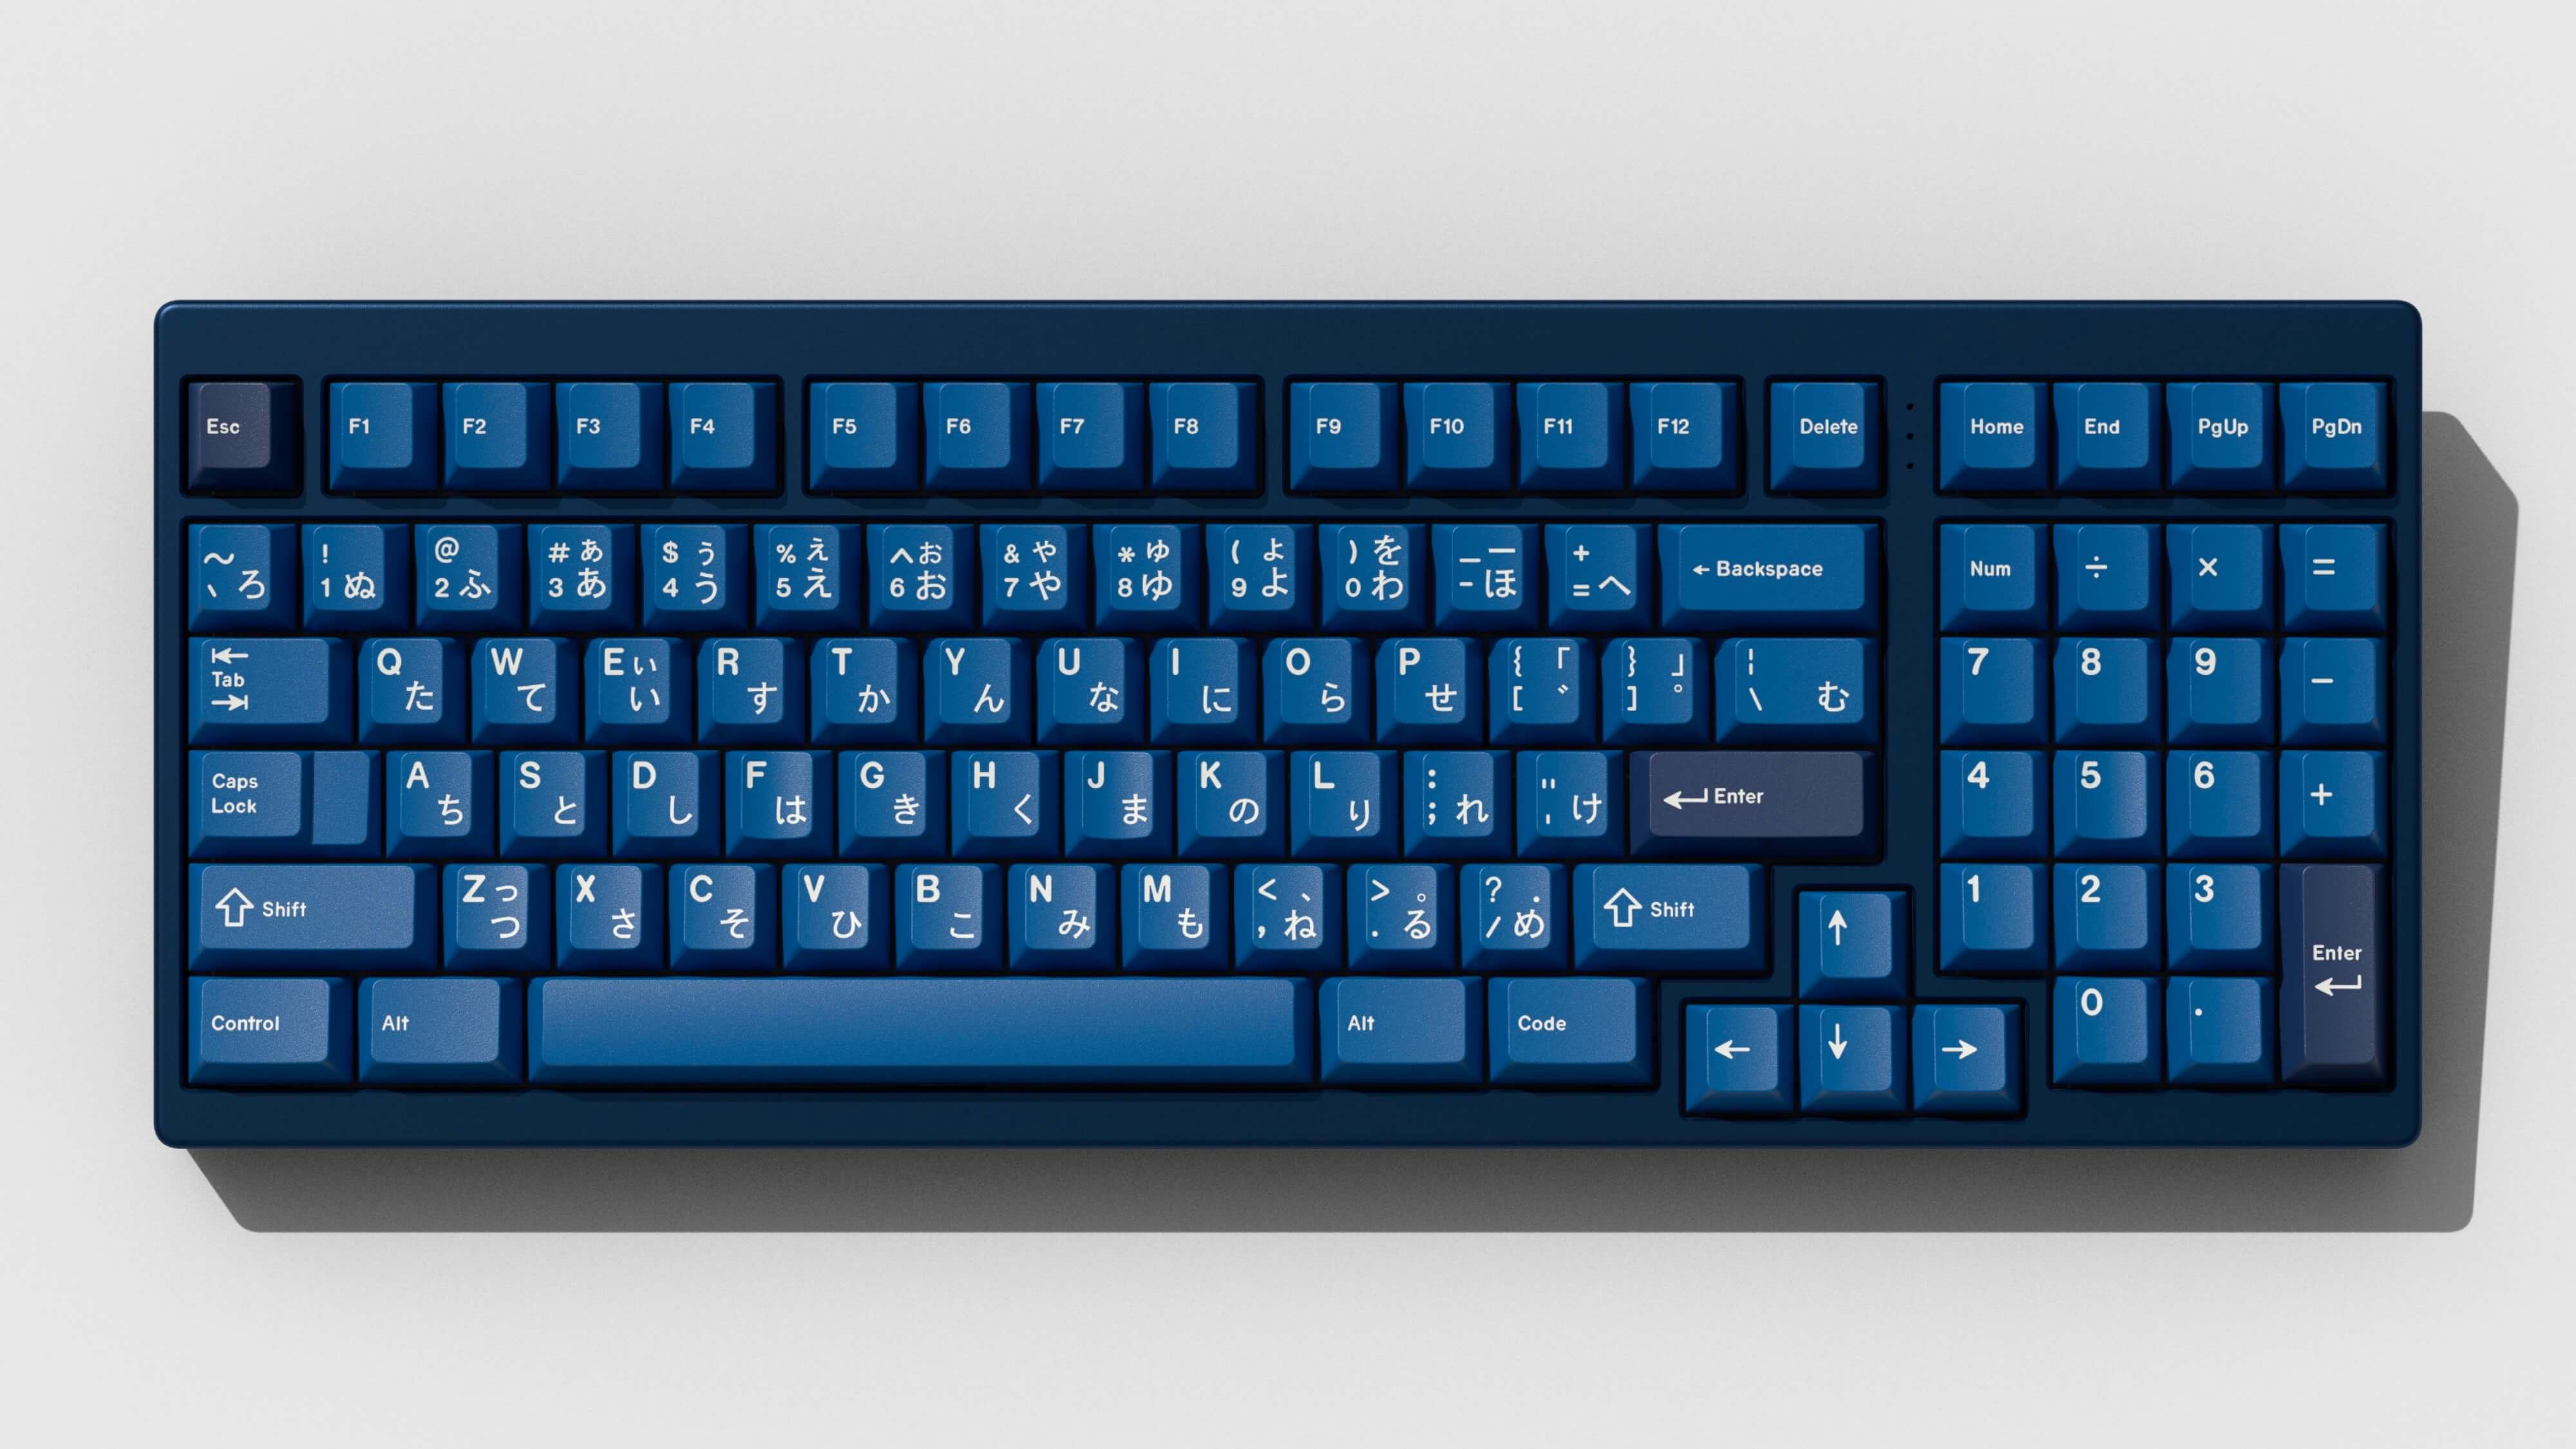 Esc F1 F2 F3 F4 F5 F6 F7 F8 F9 F10 F11 F12 Delete Home End PgUp PgDn
~ ! @ # ぁ $ ぅ % ぇ ^ ぉ & ゃ * ゅ ( ょ ) を _ ー + ← Backspace Num ÷ × =
` ろ 1 ぬ 2 ふ 3 あ 4 う 5 え 6 お 7 や 8 ゆ 9 よ 0 わ - ほ = へ
⇤ Tab ⇥ Q W E ぃ R T Y U I O P { 「 } 」 ¦ 7 8 9 −
た て い す か ん な に ら せ [ ゛ ] ゜ \ む
Caps Lock A S D F G H J K L : " ↵ Enter 4 5 6 +
ち と し は き く ま の り ; れ ' け
⇧ Shift Z っ X C V B N M < 、 > 。 ? ・ ⇧ Shift ↑ 1 2 3 Enter ↵
つ さ そ ひ こ み も , ね . る / め
Control Alt Alt Code ← ↓ → 0 .